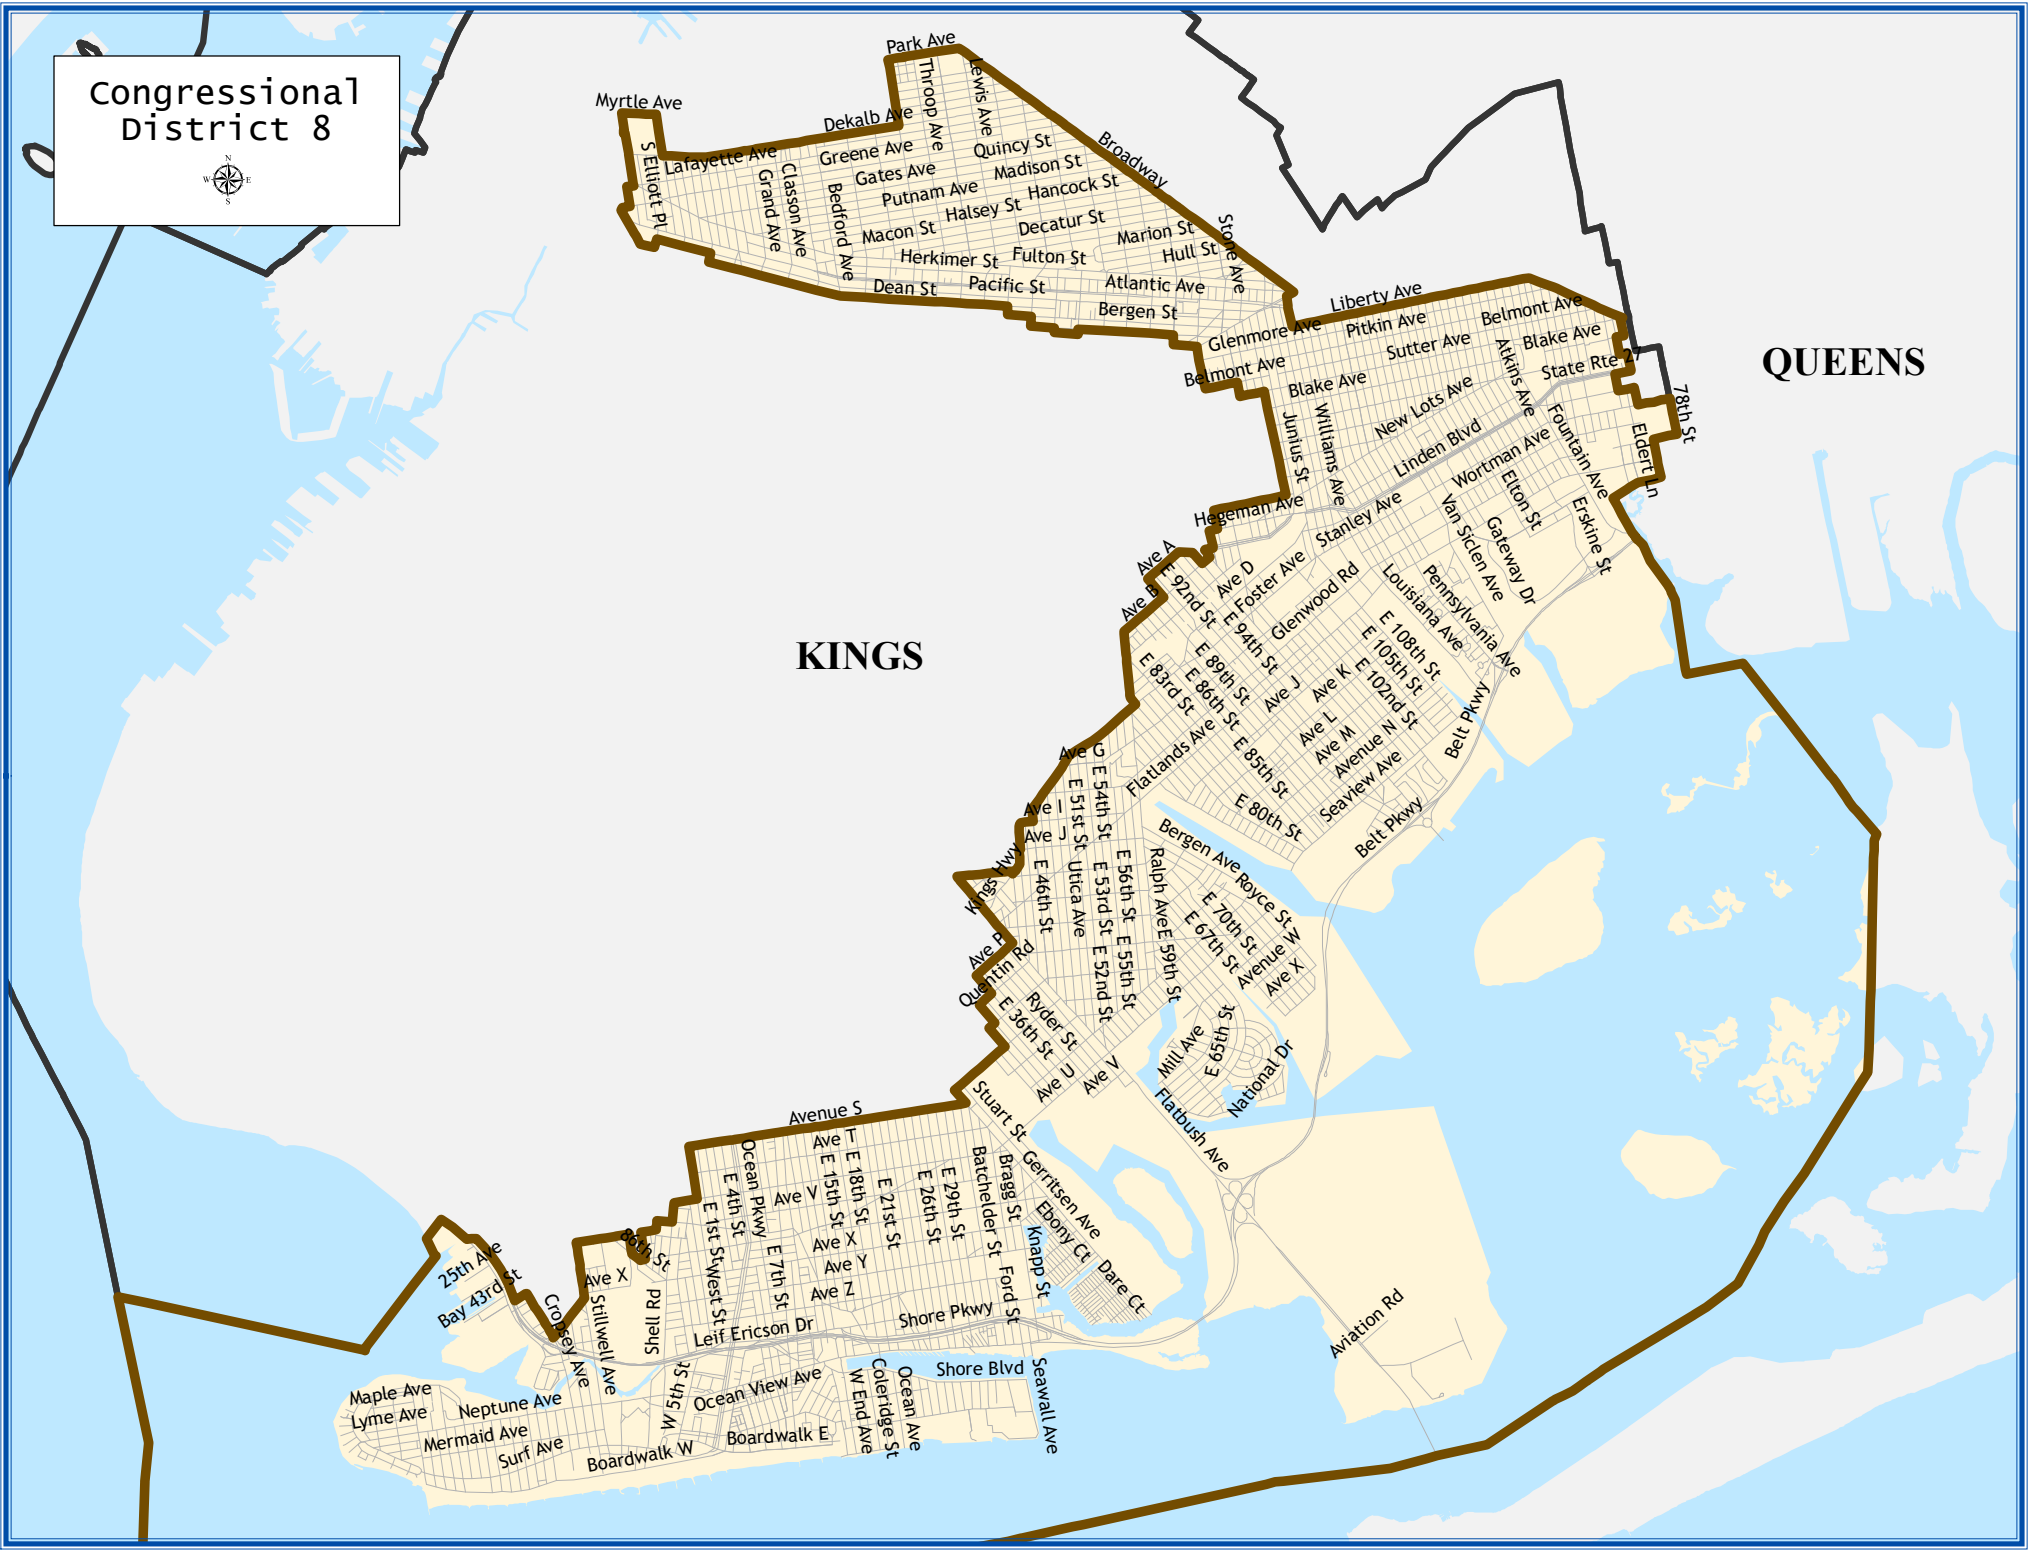 Congressional
District 8
N
W E
S
Park Ave
Myrtle Ave
Throop Ave
Lewis Ave
Dekalb Ave
Broadway
S Elliott Pl
Lafayette Ave
Greene Ave
Quincy St
Grand Ave
Classon Ave
Gates Ave
Madison St
Bedford Ave
Putnam Ave
Hancock St
Halsey St
Macon St
Decatur St
Marion St
Stone Ave
Hull St
Herkimer St
Fulton St
Dean St
Pacific St
Atlantic Ave
Bergen St
Liberty Ave
Glenmore Ave
Pitkin Ave
Belmont Ave
Sutter Ave
Blake Ave
Belmont Ave
Blake Ave
Atkins Ave
State Rte 27
QUEENS
78th St
Junius St
Williams Ave
New Lots Ave
Linden Blvd
Wortman Ave
Fountain Ave
Eldert Ln
Hegeman Ave
Stanley Ave
Van Siclen Ave
Elton St
Gateway Dr
Erskine St
Ave A
Ave B
E 92nd St
Ave D
Foster Ave
E 94th St
Glenwood Rd
Louisiana Ave
Pennsylvania Ave
KINGS
E 83rd St
E 89th St
E 86th St
E 108th St
E 105th St
E 102nd St
Ave J
Ave K
Ave L
Ave M
Avenue N
Seaview Ave
Belt Pkwy
Ave G
Flatlands Ave
E 85th St
E 80th St
Belt Pkwy
E 54th St
E 51st St
Ave I
Ave J
Kings Hwy
E 46th St
Utica Ave
E 53rd St
E 56th St
Ralph Ave
Bergen Ave
Royce St
E 70th St
E 67th St
Avenue W
Ave X
Ave P
Quentin Rd
E 52nd St
E 55th St
E 59th St
E 36th St
Ryder St
Mill Ave
E 65th St
National Dr
Ave U
Ave V
Flatbush Ave
Stuart St
Avenue S
Ocean Pkwy
Ave T
E 4th St
E 1st St
Ave V
E 15th St
E 18th St
E 21st St
E 26th St
E 29th St
Batchelder St
Bragg St
Gerritsen Ave
Ebony Ct
Knapp St
Dare Ct
86th St
Ave X
Ave X
Ave Y
Ave Z
E 7th St
West St
Ford St
Shell Rd
25th Ave
Bay 43rd St
Cropsey Ave
Stillwell Ave
Leif Ericson Dr
Shore Pkwy
Aviation Rd
Maple Ave
Lyme Ave
Neptune Ave
Mermaid Ave
Surf Ave
W 5th St
Ocean View Ave
Boardwalk W
Boardwalk E
W End Ave
Coleridge St
Ocean Ave
Shore Blvd
Seawall Ave